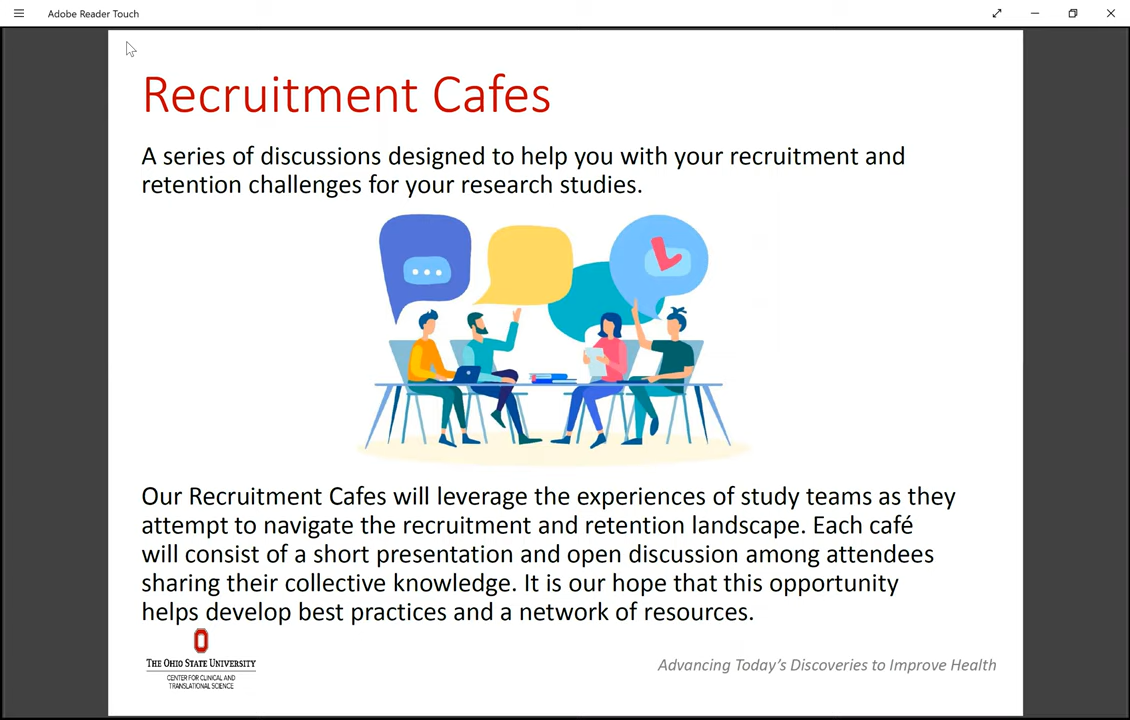 Adobe Reader Touch
Recruitment Cafes
A series of discussions designed to help you with your recruitment and
retention challenges for your research studies.
Our Recruitment Cafes will leverage the experiences of study teams as they
attempt to navigate the recruitment and retention landscape. Each café
will consist of a short presentation and open discussion among attendees
sharing their collective knowledge. It is our hope that this opportunity
helps develop best practices and a network of resources.
THE OHIO STATE UNIVERSITY
CENTER FOR CLINICAL AND
TRANSLATIONAL SCIENCE
Advancing Today's Discoveries to Improve Health